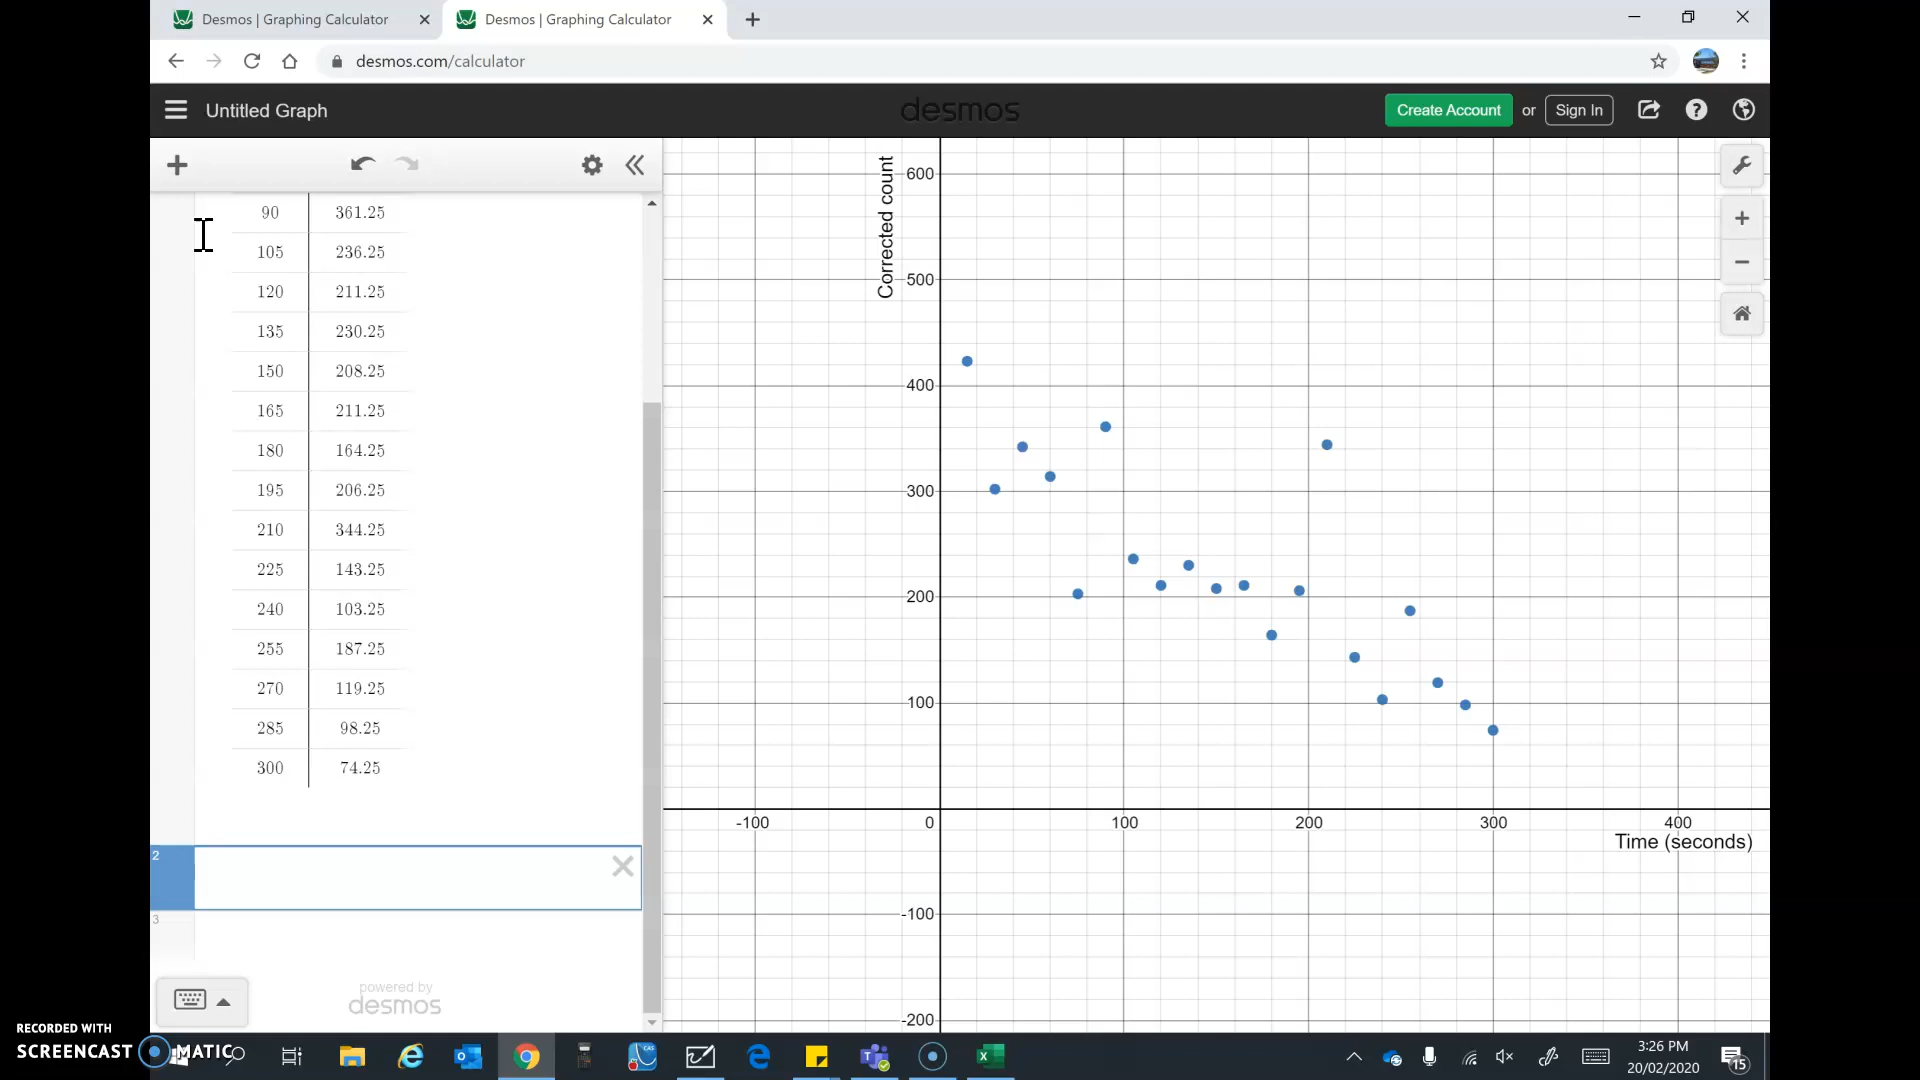 Desmos | Graphing Calculator
Desmos | Graphing Calculator
desmos.com/calculator
Untitled Graph
desmos
Create Account or Sign In
90 361.25
105 236.25
120 211.25
135 230.25
150 208.25
165 211.25
180 164.25
195 206.25
210 344.25
225 143.25
240 103.25
255 187.25
270 119.25
285 98.25
300 74.25
2
3
powered by
desmos
Corrected count
600
500
400
300
200
100
-100 0 100 200 300 400
Time (seconds)
-100
-200
RECORDED WITH
SCREENCAST MATIC
3:26 PM
20/02/2020
15